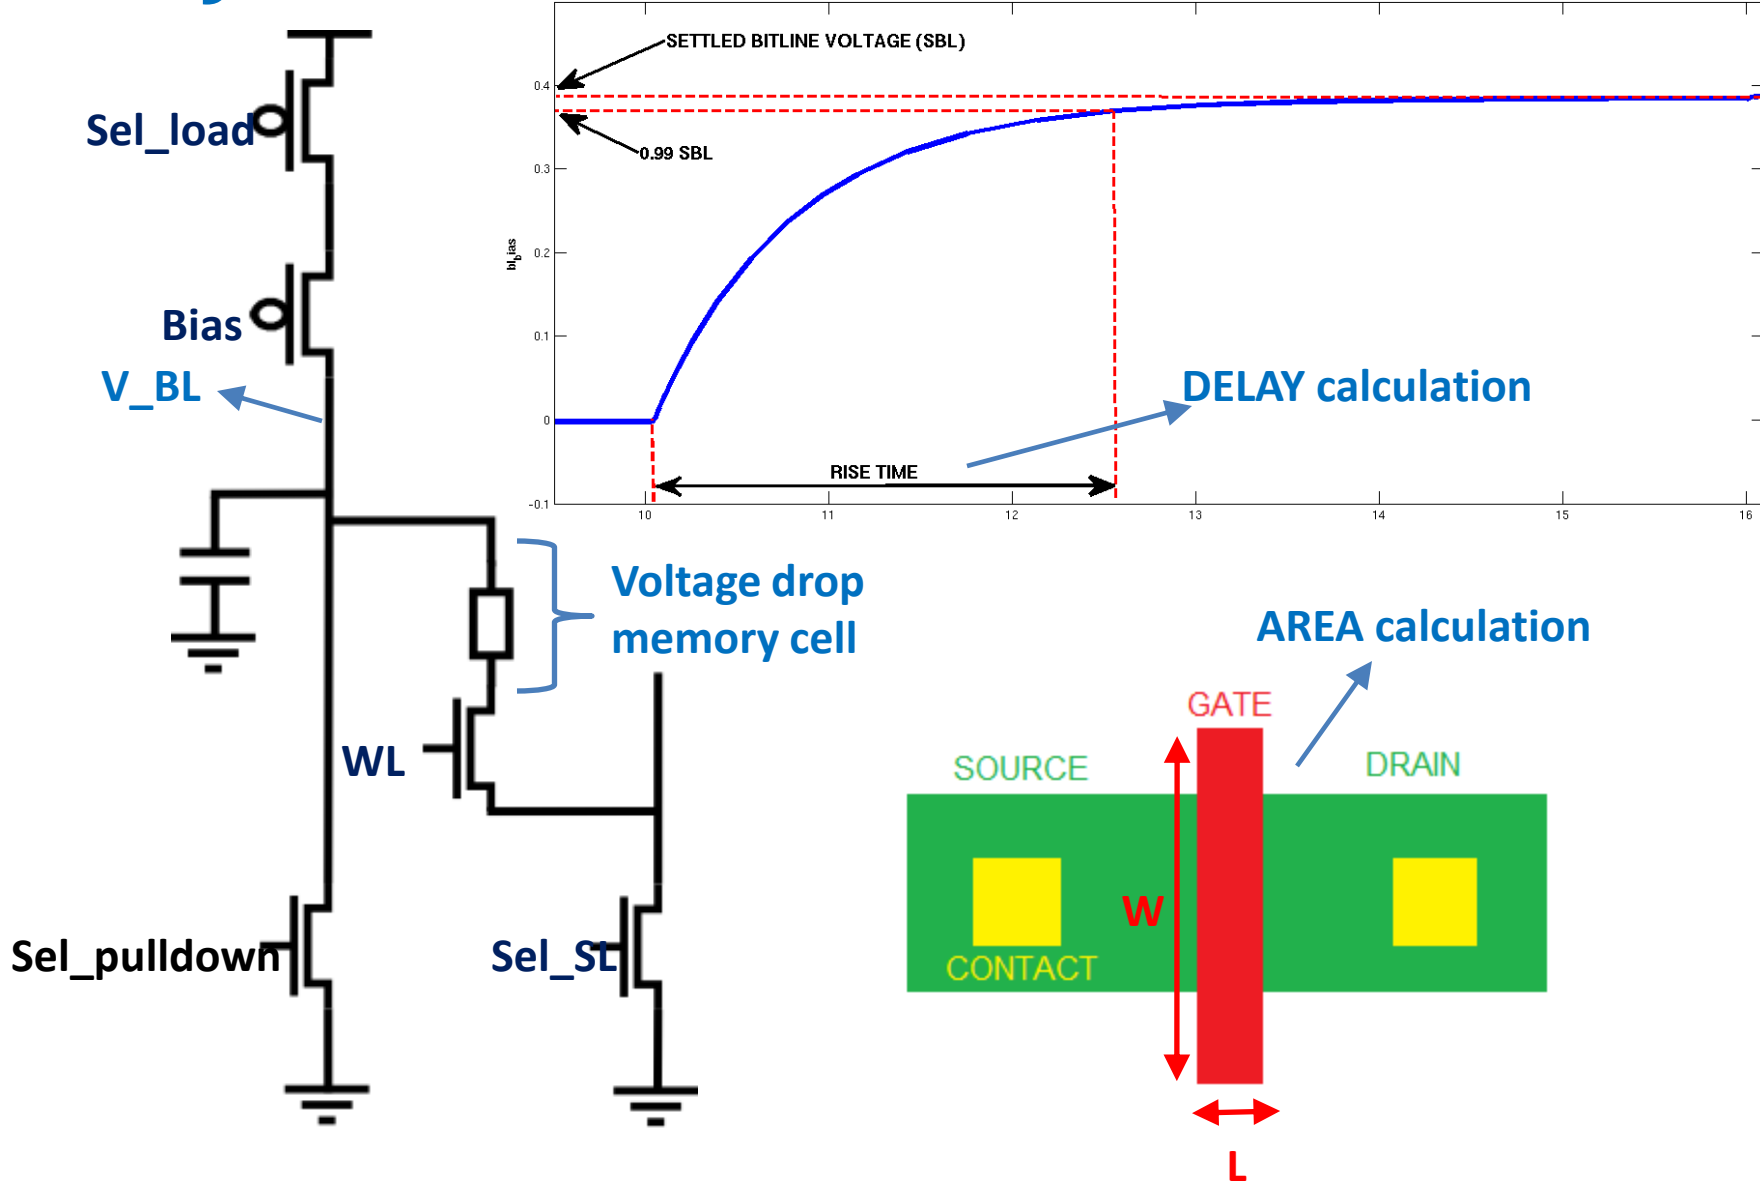 Sel_load
Bias
V_BL
Sel_pulldown
WL
Sel_SL
Voltage drop
memory cell
SETTLED BITLINE VOLTAGE (SBL)
0.99 SBL
0.4
0.3
0.2
0.1
0
-0.1
bl_bias
10
11
12
13
14
15
16
RISE TIME
DELAY calculation
AREA calculation
GATE
SOURCE
DRAIN
W
CONTACT
L